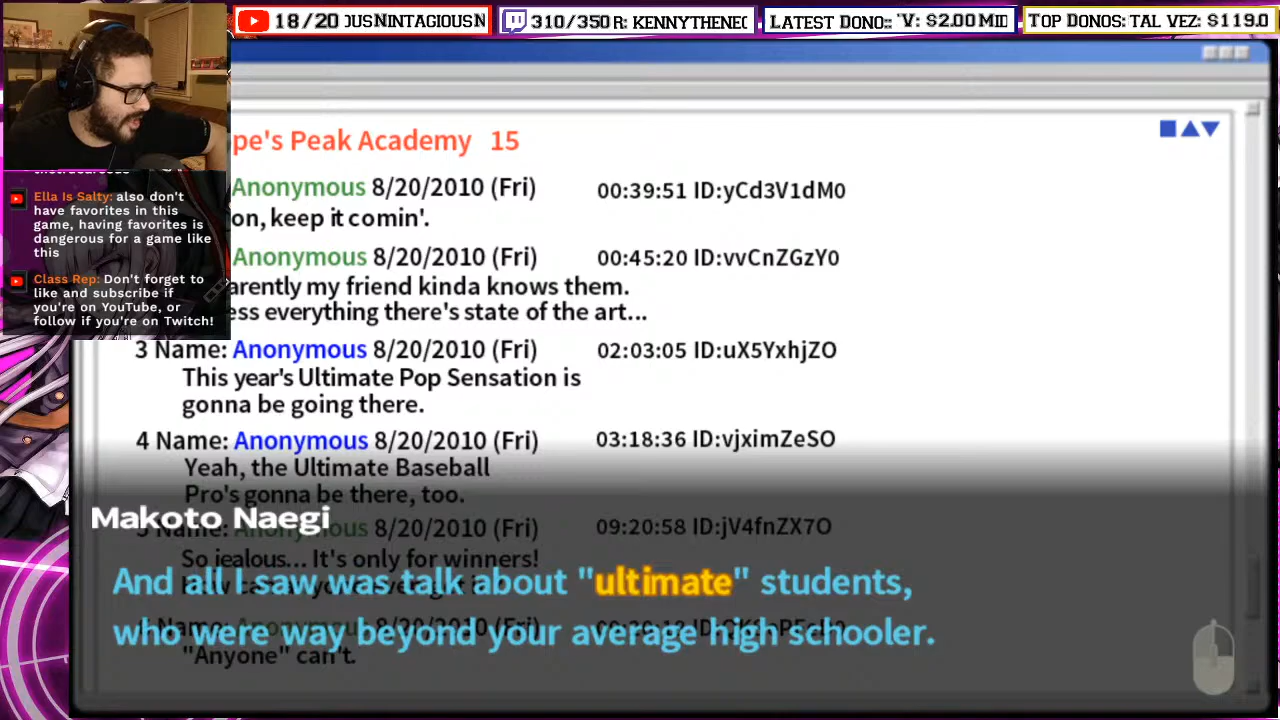 18/20 OUSNINTAGIOUSN
310/350 R: KENNYTHENE
LATEST DONO:: "V: $2.00 MID
TOP DONOS: TAL VEZ: $119.0
Ella Is Salty: also don't
have favorites in this
game, having favorites is
dangerous for a game like
this
Class Rep: Don't forget to
like and subscribe if
you're on YouTube, or
follow if you're on Twitch!
pe's Peak Academy 15
Anonymous 8/20/2010 (Fri) 00:39:51 ID:yCd3V1dM0
on, keep it comin'.
Anonymous 8/20/2010 (Fri) 00:45:20 ID:vvCnZGzY0
arently my friend kinda knows them.
ess everything there's state of the art...
3 Name: Anonymous 8/20/2010 (Fri) 02:03:05 ID:uX5YxhjZO
This year's Ultimate Pop Sensation is
gonna be going there.
4 Name: Anonymous 8/20/2010 (Fri) 03:18:36 ID:vjximZeSO
Yeah, the Ultimate Baseball
Pro's gonna be there, too.
Makoto Naegi
5 Name: Anonymous 8/20/2010 (Fri) 09:20:58 ID:jV4fnZX7O
So jealous... It's only for winners!
And all I saw was talk about "ultimate" students,
who were way beyond your average high schooler.
"Anyone" can't.